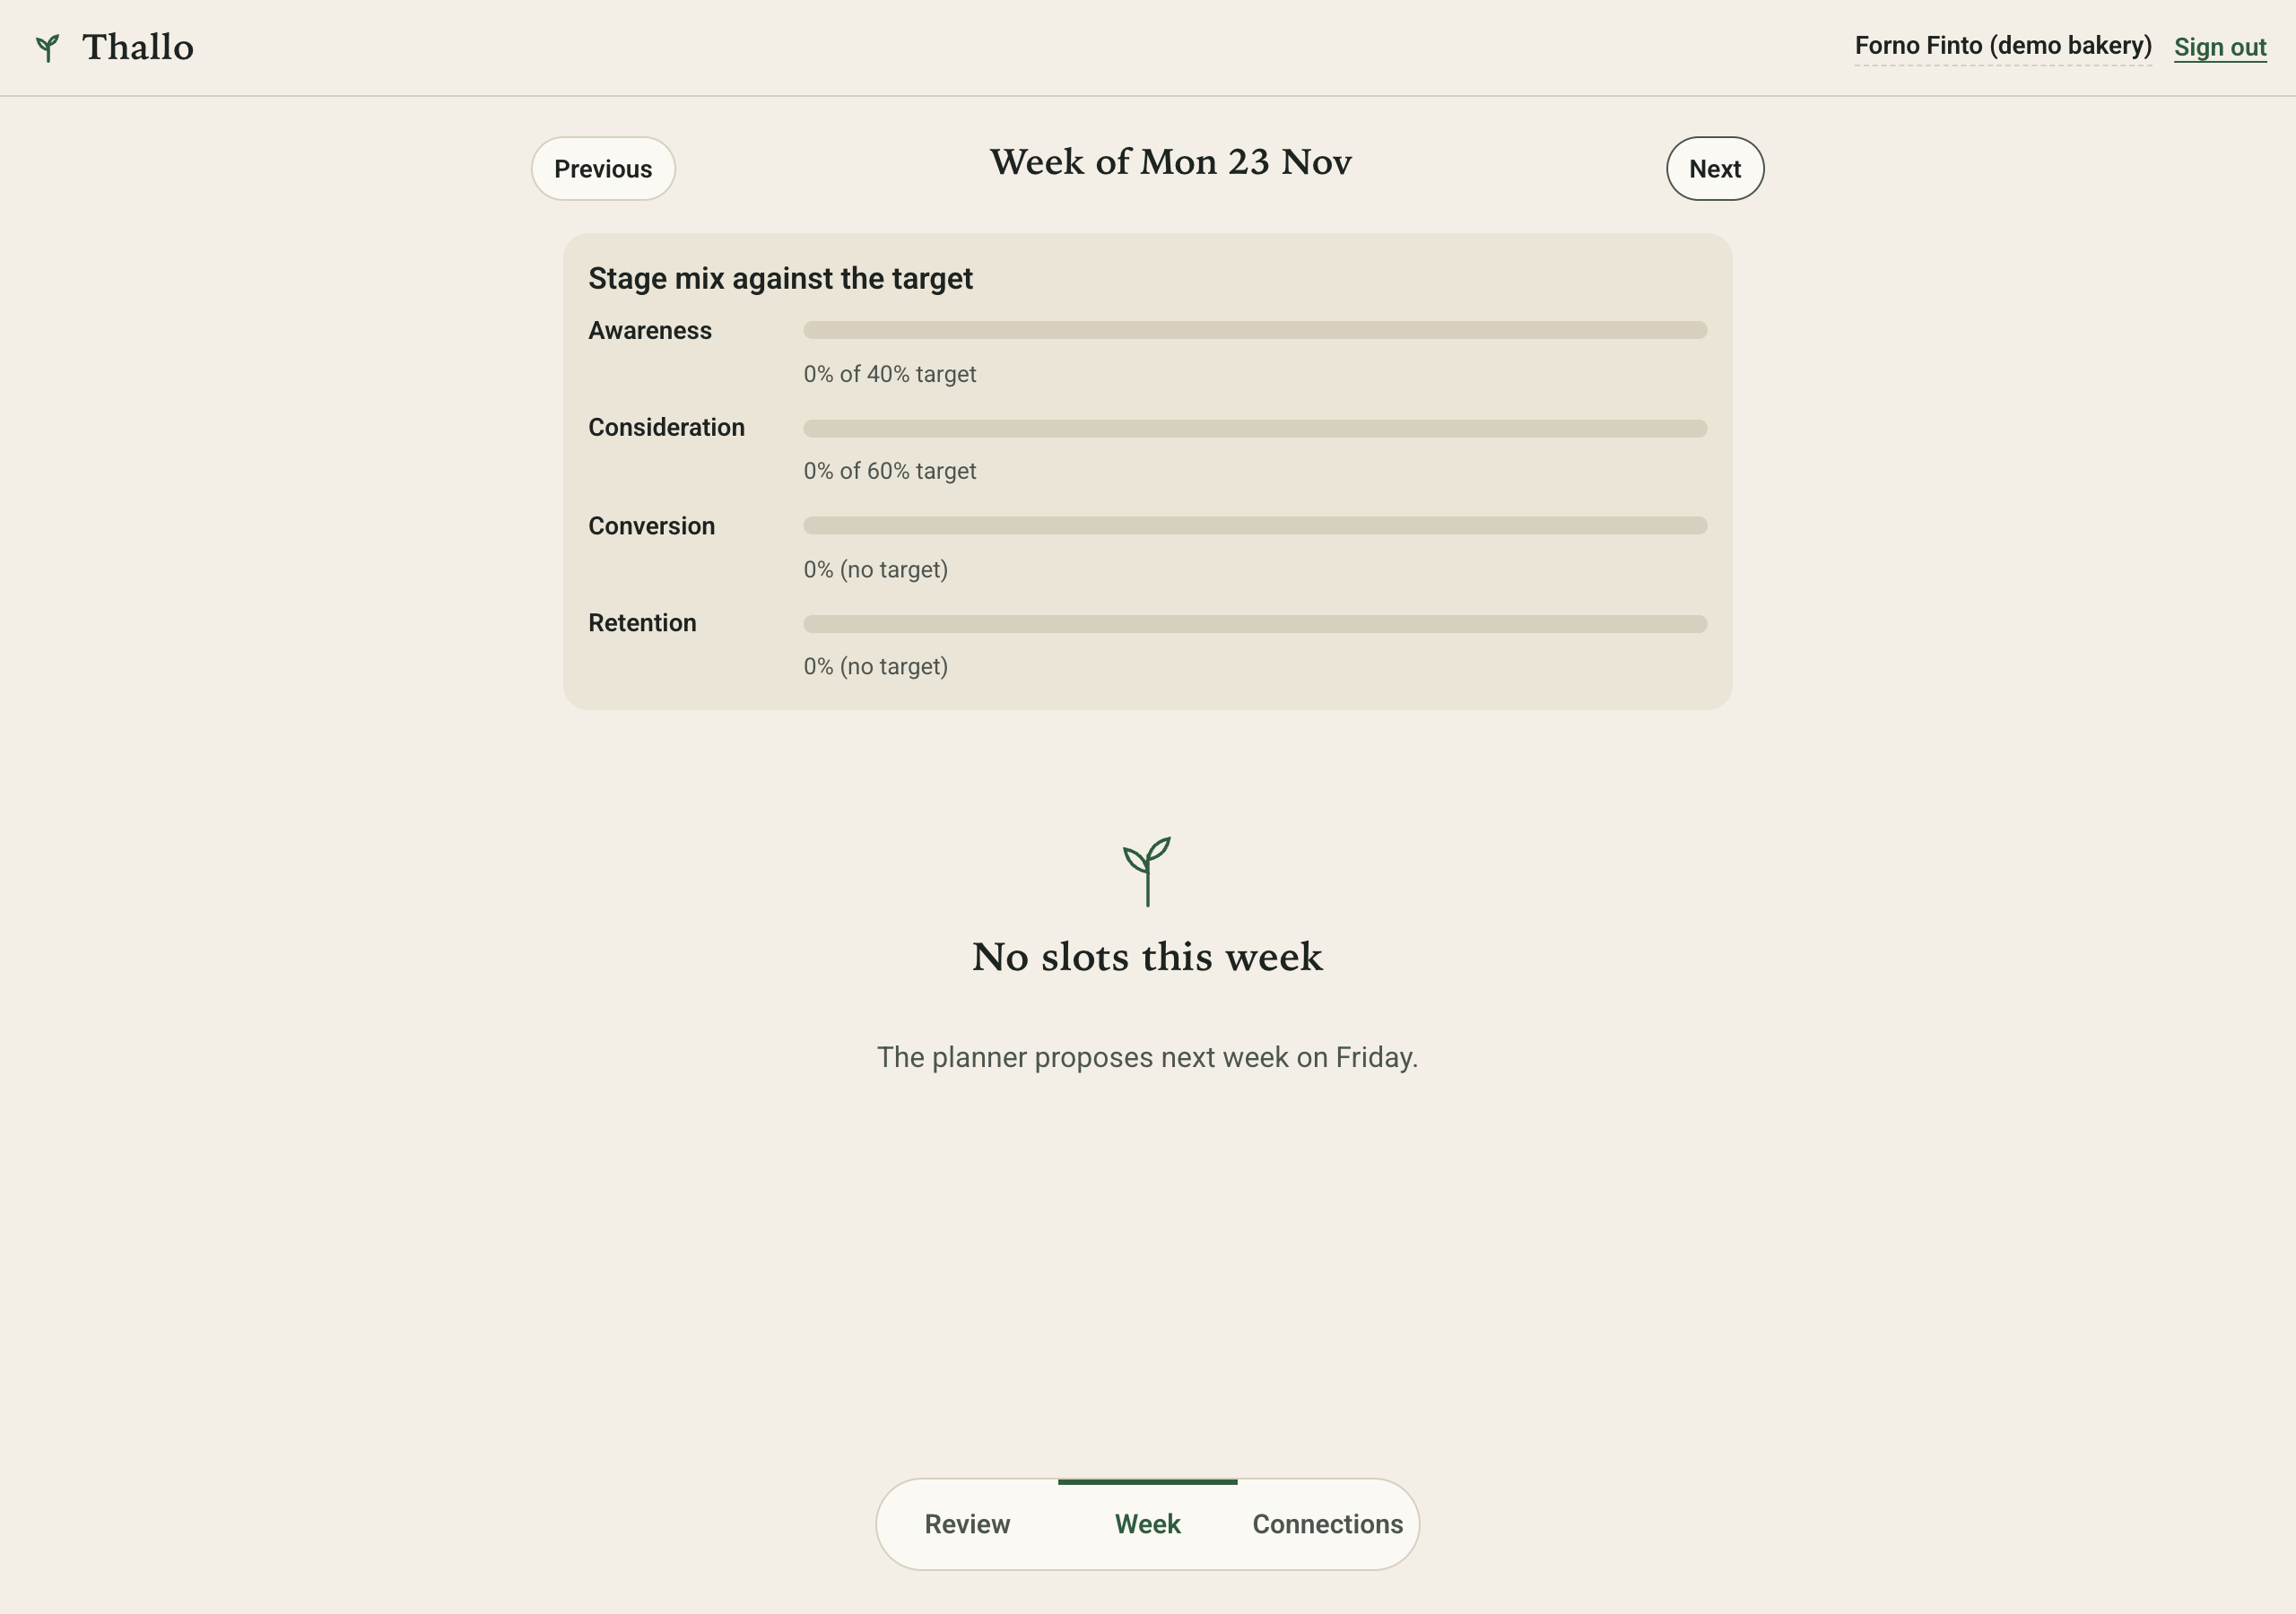 Thallo
Forno Finto (demo bakery)
Sign out
Previous
Week of Mon 23 Nov
Next
Stage mix against the target
Awareness
0% of 40% target
Consideration
0% of 60% target
Conversion
0% (no target)
Retention
0% (no target)
No slots this week
The planner proposes next week on Friday.
Review
Week
Connections